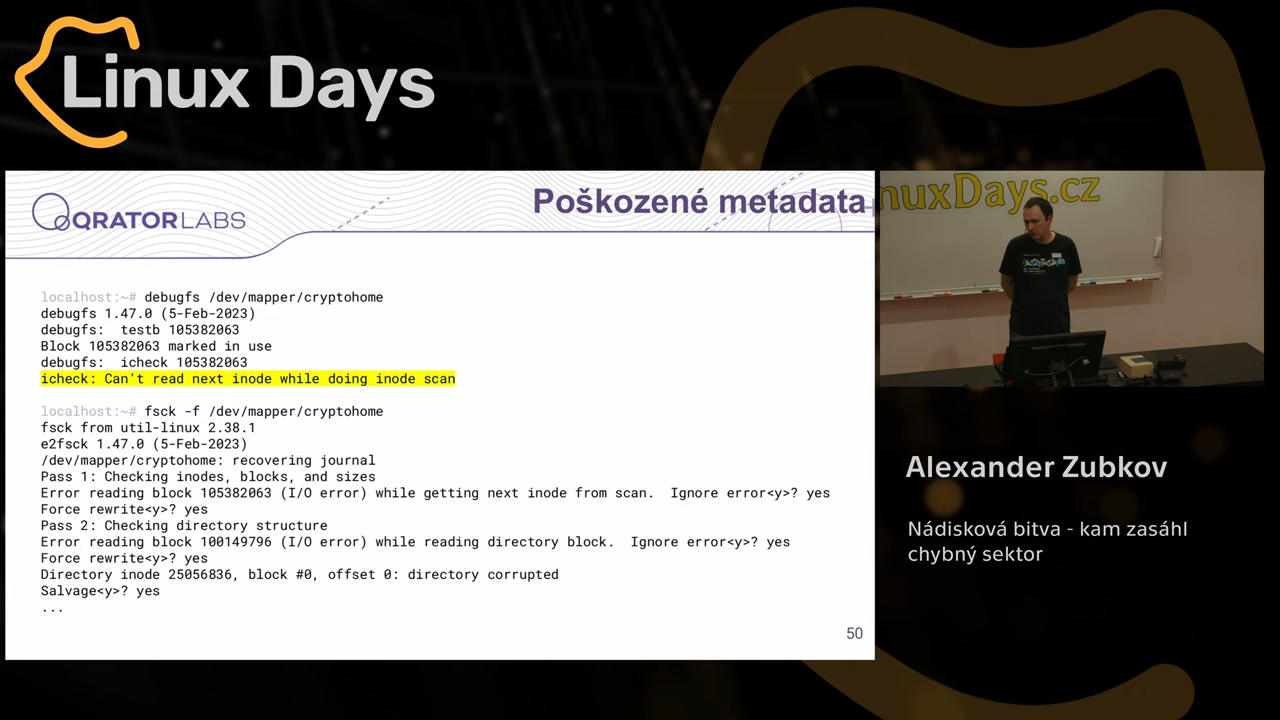 Linux Days
QRATORLABS
Poškozené metadata
localhost:~# debugfs /dev/mapper/cryptohome
debugfs 1.47.0 (5-Feb-2023)
debugfs:  testb 105382063
Block 105382063 marked in use
debugfs:  icheck 105382063
icheck: Can't read next inode while doing inode scan
localhost:~# fsck -f /dev/mapper/cryptohome
fsck from util-linux 2.38.1
e2fsck 1.47.0 (5-Feb-2023)
/dev/mapper/cryptohome: recovering journal
Pass 1: Checking inodes, blocks, and sizes
Error reading block 105382063 (I/O error) while getting next inode from scan.  Ignore error<y>? yes
Force rewrite<y>? yes
Pass 2: Checking directory structure
Error reading block 100149796 (I/O error) while reading directory block.  Ignore error<y>? yes
Force rewrite<y>? yes
Directory inode 25056836, block #0, offset 0: directory corrupted
Salvage<y>? yes
...
50
nuxDays.cz
Alexander Zubkov
Nádisková bitva - kam zasáhl
chybný sektor